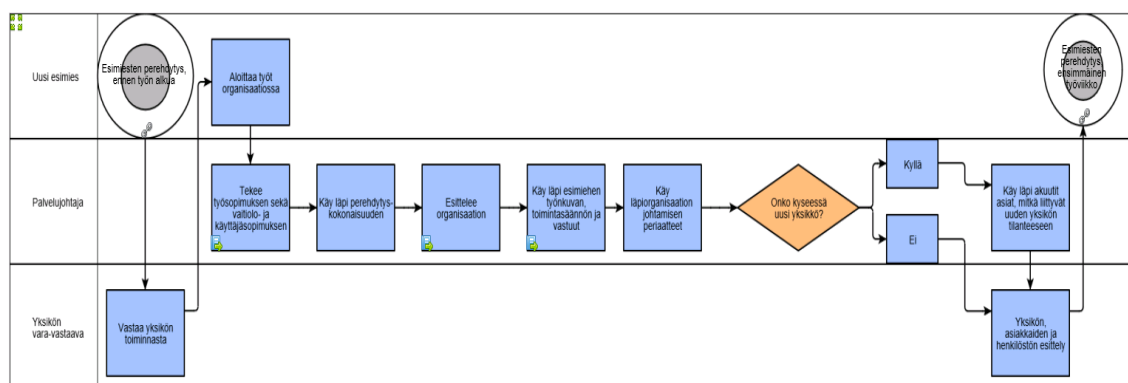 Uusi esimies
Esimiesten perehdytys,
ennen työn alkua
Aloittaa työt
organisaatiossa
Esimiesten
perehdytys,
ensimmäinen
työviikko
Palvelujohtaja
Tekee
työsopimuksen sekä
vaitiolo- ja
käyttäjäsopimuksen
Käy läpi perehdytys-
kokonaisuuden
Esittelee
organisaation
Käy läpi esimiehen
työnkuvan,
toimintasäännön ja
vastuut
Käy
läpiorganisaation
johtamisen
periaatteet
Onko kyseessä
uusi yksikkö?
Kyllä
Ei
Käy läpi akuutit
asiat, mitkä liittyvät
uuden yksikön
tilanteeseen
Yksikön
vara-vastaava
Vastaa yksikön
toiminnasta
Yksikön,
asiakkaiden ja
henkilöstön esittely